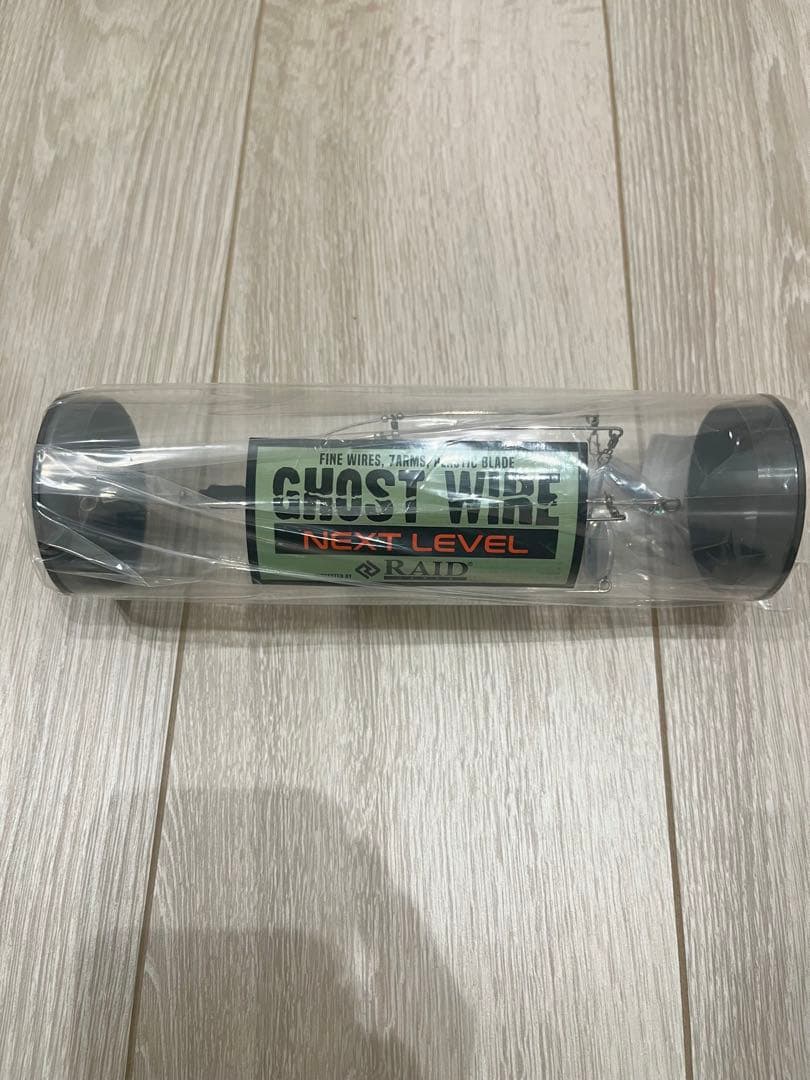 FINE WIRES, 7ARMS, PLASTIC BLADE
GHOST WIRE
NEXT LEVEL
RAID